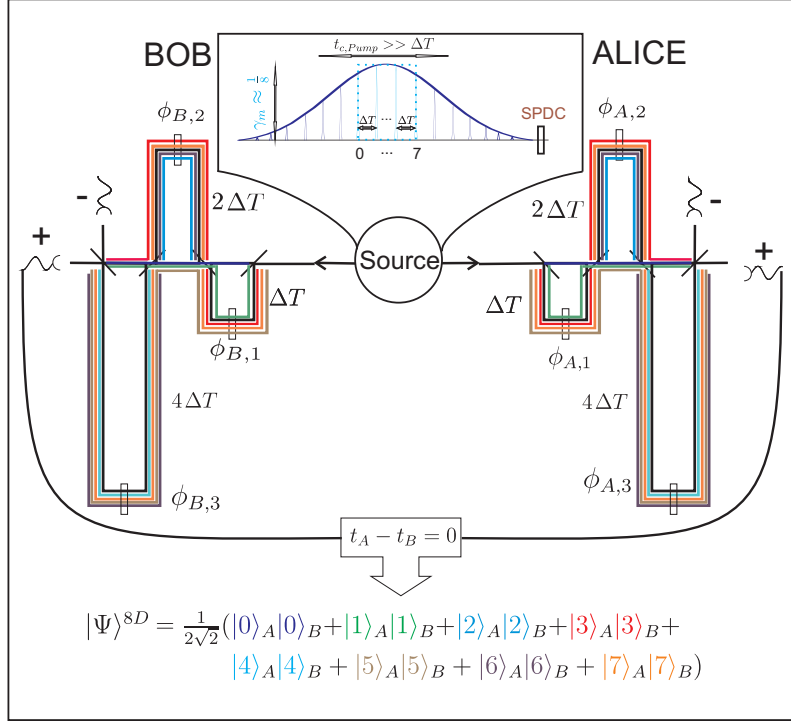 BOB
t_{c,Pump} >> ΔT
ALICE
γ_m ≈ 1/8
SPDC
ΔT ... ΔT
0 ... 7
ϕ_{B,2}
ϕ_{A,2}
-
-
2ΔT
2ΔT
+
+
Source
ΔT
ΔT
ϕ_{B,1}
ϕ_{A,1}
4ΔT
4ΔT
ϕ_{B,3}
ϕ_{A,3}
t_A − t_B = 0
|Ψ⟩^{8D} = \frac{1}{2√2}(|0⟩_A|0⟩_B+|1⟩_A|1⟩_B+|2⟩_A|2⟩_B+|3⟩_A|3⟩_B+
|4⟩_A|4⟩_B + |5⟩_A|5⟩_B + |6⟩_A|6⟩_B + |7⟩_A|7⟩_B)